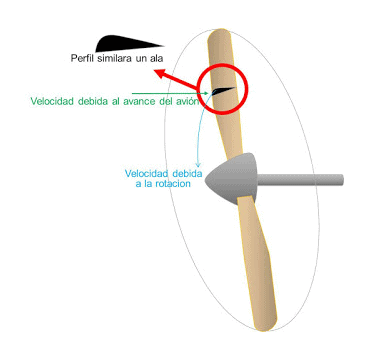 Perfil similara un ala
Velocidad debida al avance del avión
Velocidad debida
a la rotacion